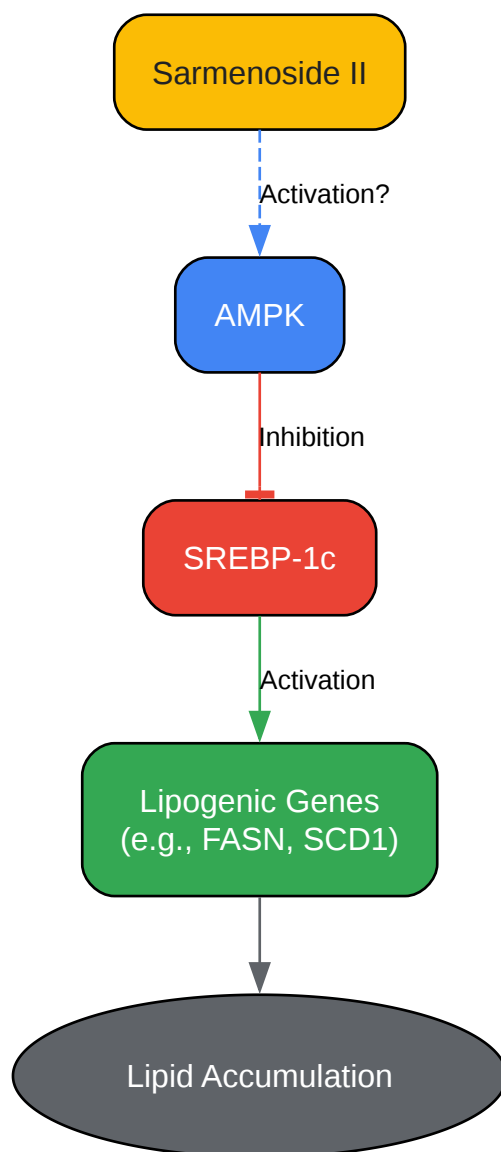 Sarmenoside II
Activation?
AMPK
Inhibition
SREBP-1c
Activation
Lipogenic Genes
(e.g., FASN, SCD1)
Lipid Accumulation